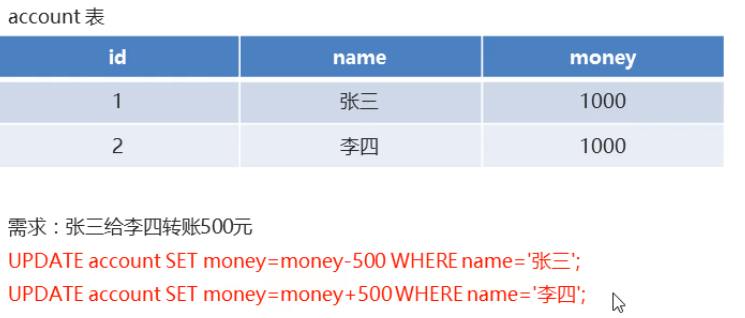 account 表
id name money
1 张三 1000
2 李四 1000
需求：张三给李四转账500元
UPDATE account SET money=money-500 WHERE name='张三';
UPDATE account SET money=money+500 WHERE name='李四';